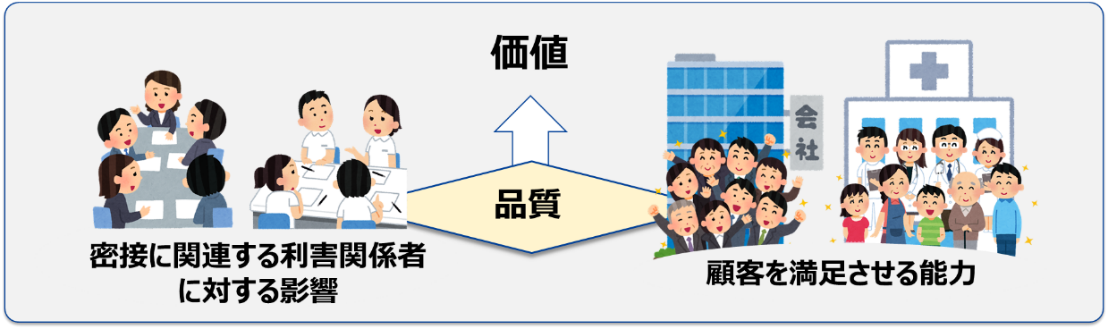 価値
会社
品質
密接に関連する利害関係者
に対する影響
顧客を満足させる能力